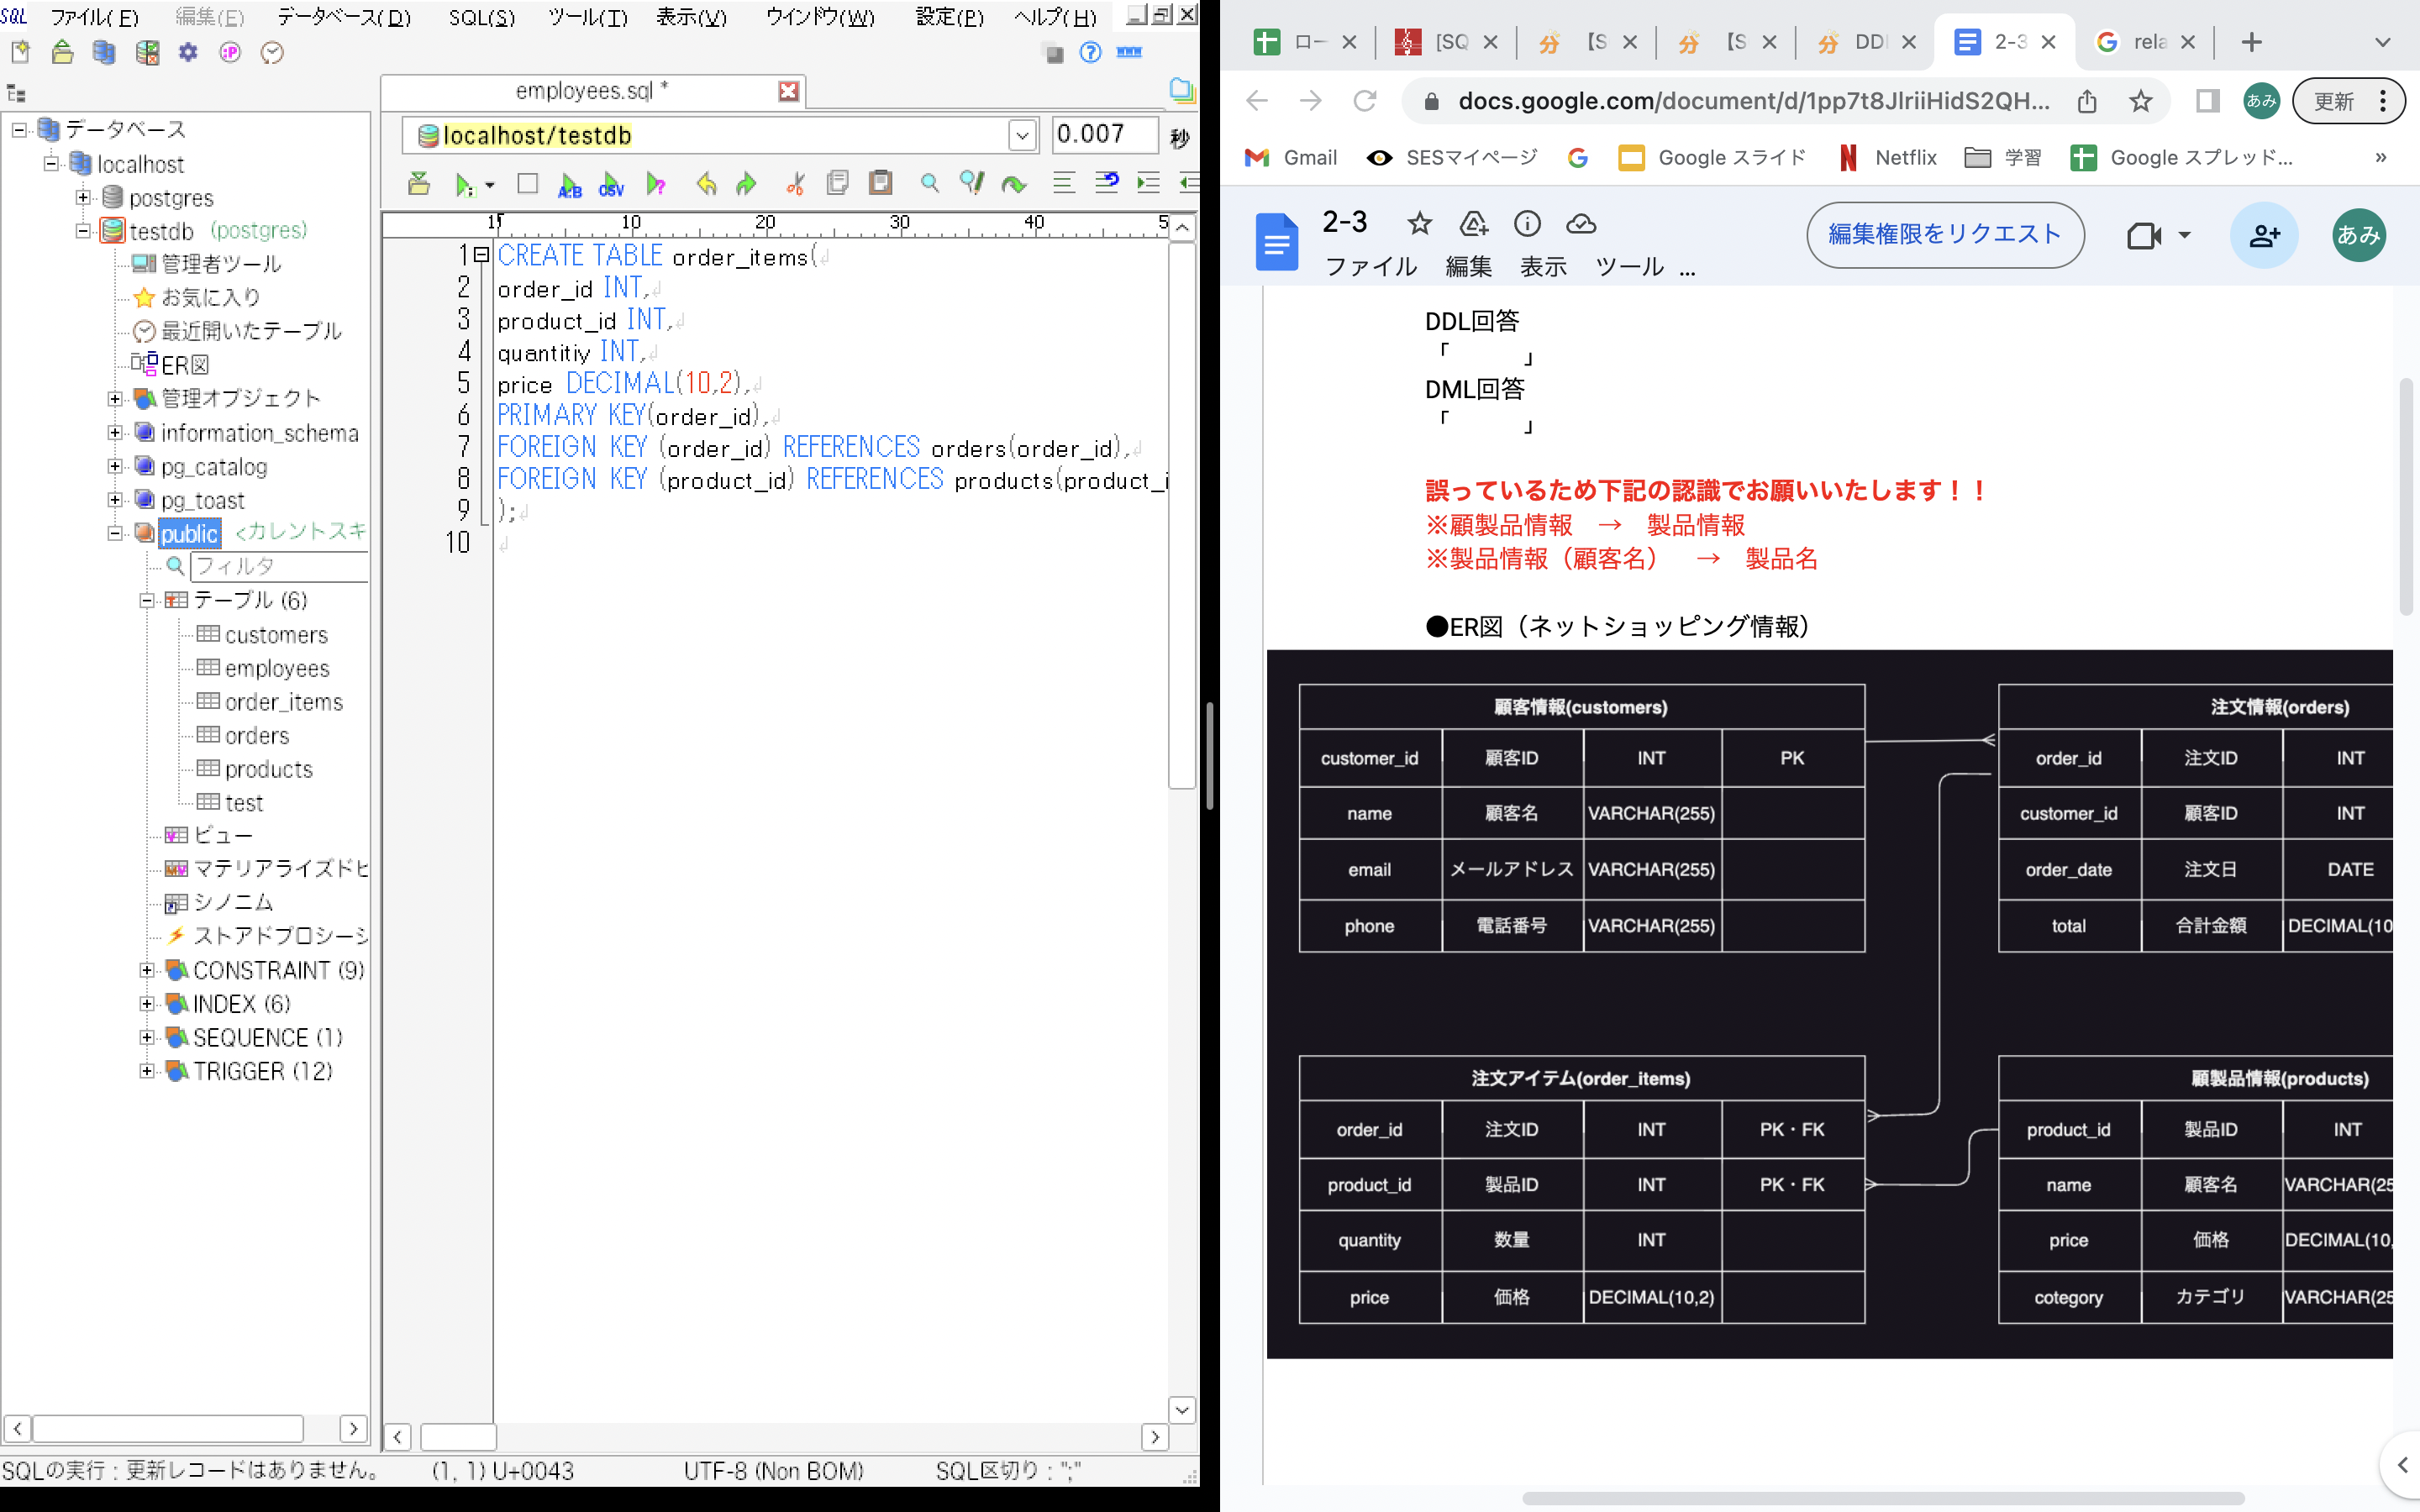 SQL ファイル(F) 編集(E) データベース(D) SQL(S) ツール(T) 表示(V) ウインドウ(W) 設定(P) ヘルプ(H)
employees.sql *
データベース
localhost
postgres
testdb (postgres)
管理者ツール
お気に入り
最近開いたテーブル
ER図
管理オブジェクト
information_schema
pg_catalog
pg_toast
public <カレントスキ
フィルタ
テーブル (6)
customers
employees
order_items
orders
products
test
ビュー
マテリアライズドビ
シノニム
ストアドプロシージ
CONSTRAINT (9)
INDEX (6)
SEQUENCE (1)
TRIGGER (12)
localhost/testdb 0.007 秒
A:B CSV
10 20 30 40 5
1 CREATE TABLE order_items(
2 order_id INT,
3 product_id INT,
4 quantitiy INT,
5 price DECIMAL(10,2),
6 PRIMARY KEY(order_id),
7 FOREIGN KEY (order_id) REFERENCES orders(order_id),
8 FOREIGN KEY (product_id) REFERENCES products(product_i
9 );
10
SQLの実行 : 更新レコードはありません。 (1, 1) U+0043 UTF-8 (Non BOM) SQL区切り : ";"
ロー [SQ 【S 【S DDl 2-3 rela
docs.google.com/document/d/1pp7t8JlriiHidS2QH... あみ 更新
Gmail SESマイページ Google スライド Netflix 学習 Google スプレッド... »
2-3
ファイル 編集 表示 ツール ...
編集権限をリクエスト あみ
DDL回答
「 」
DML回答
「 」
誤っているため下記の認識でお願いいたします！！
※顧製品情報 → 製品情報
※製品情報（顧客名） → 製品名
●ER図（ネットショッピング情報）
顧客情報(customers)
customer_id 顧客ID INT PK
name 顧客名 VARCHAR(255)
email メールアドレス VARCHAR(255)
phone 電話番号 VARCHAR(255)
注文情報(orders)
order_id 注文ID INT
customer_id 顧客ID INT
order_date 注文日 DATE
total 合計金額 DECIMAL(10
注文アイテム(order_items)
order_id 注文ID INT PK・FK
product_id 製品ID INT PK・FK
quantity 数量 INT
price 価格 DECIMAL(10,2)
顧製品情報(products)
product_id 製品ID INT
name 顧客名 VARCHAR(25
price 価格 DECIMAL(10,
cotegory カテゴリ VARCHAR(25